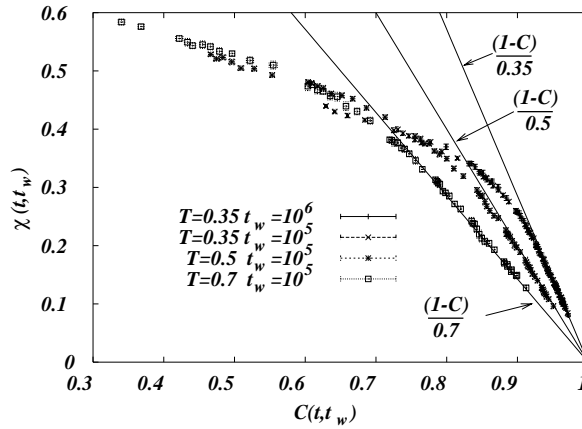 0.6
0.5
0.4
0.3
0.2
0.1
0
χ(t,t_w)
(1-C)
0.35
(1-C)
0.5
T=0.35 t_w=10^6
T=0.35 t_w=10^5
T=0.5 t_w=10^5
T=0.7 t_w=10^5
(1-C)
0.7
0.3 0.4 0.5 0.6 0.7 0.8 0.9 1
C(t,t_w)